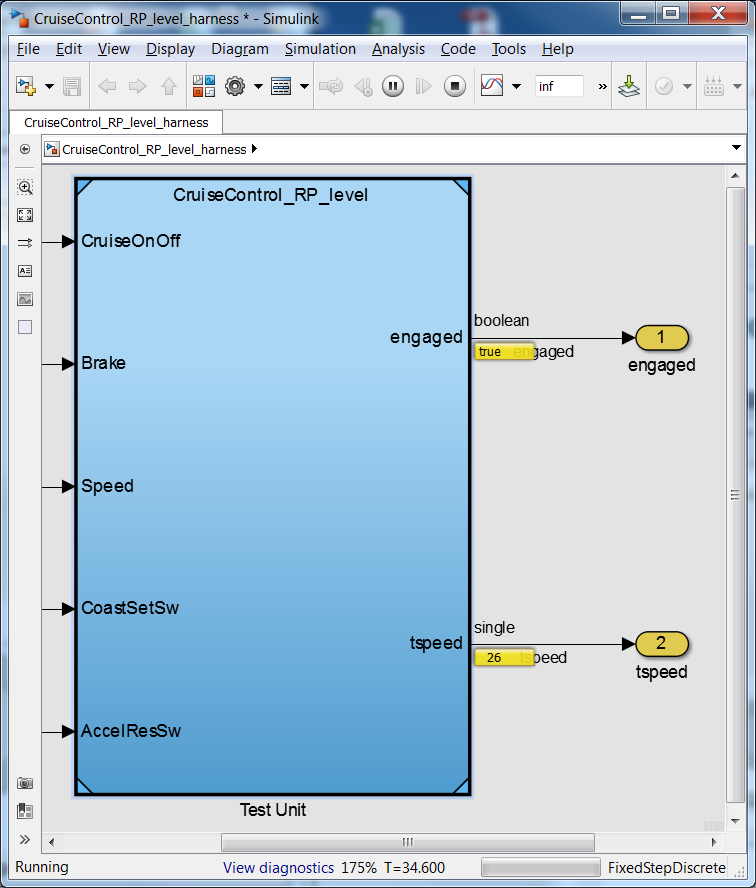 CruiseControl_RP_level_harness * - Simulink
File Edit View Display Diagram Simulation Analysis Code Tools Help
inf »
CruiseControl_RP_level_harness
CruiseControl_RP_level_harness
CruiseControl_RP_level
CruiseOnOff
boolean
engaged
1
true engaged
engaged
Brake
Speed
CoastSetSw
single
tspeed
2
26 tspeed
tspeed
AccelResSw
Test Unit
Running View diagnostics 175% T=34.600 FixedStepDiscrete